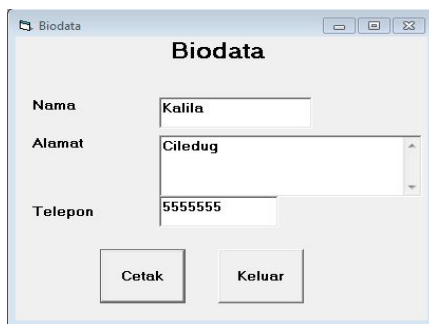 Biodata
Biodata
Nama Kalila
Alamat Ciledug
Telepon 5555555
Cetak Keluar